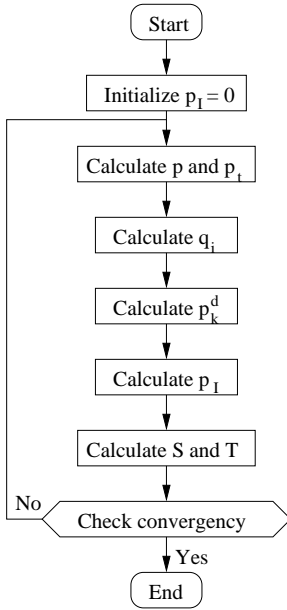 Start
Initialize p_I = 0
Calculate p and p_t
Calculate q_i
Calculate p_k^d
Calculate p_I
Calculate S and T
No
Check convergency
Yes
End